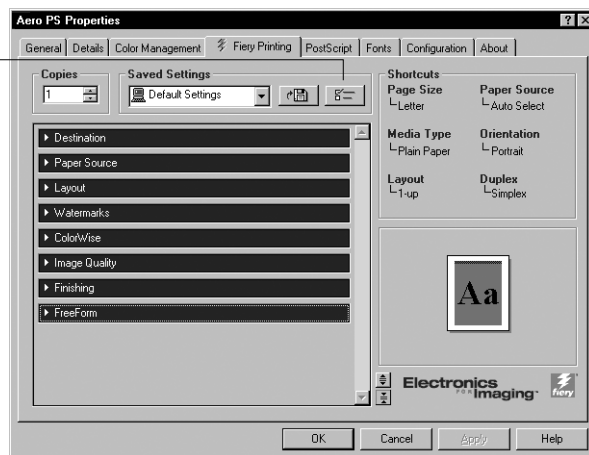 Aero PS Properties
General Details Color Management Fiery Printing PostScript Fonts Configuration About
Copies
1
Saved Settings
Default Settings
Destination
Paper Source
Layout
Watermarks
ColorWise
Image Quality
Finishing
FreeForm
Shortcuts
Page Size Paper Source
Letter Auto Select
Media Type Orientation
Plain Paper Portrait
Layout Duplex
1-up Simplex
Aa
Electronics
FOR Imaging
fiery
OK Cancel Apply Help